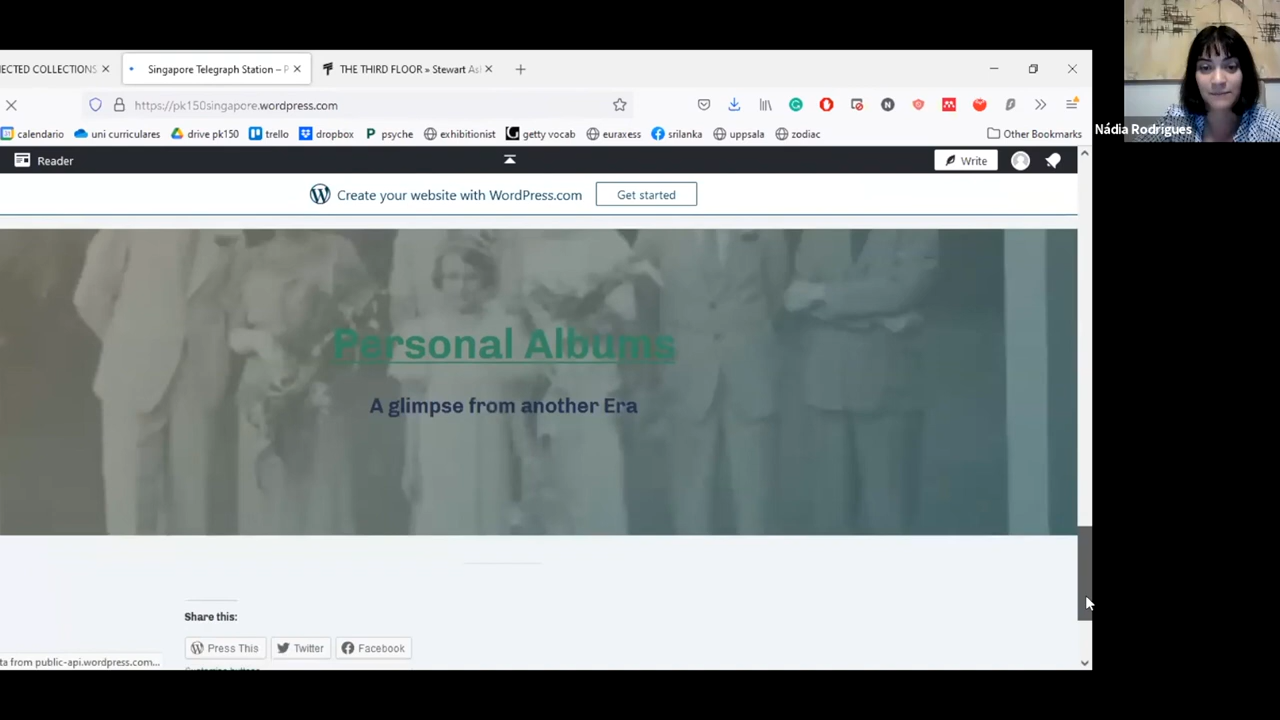 ECTED COLLECTIONS
Singapore Telegraph Station – P
THE THIRD FLOOR » Stewart As
https://pk150singapore.wordpress.com
calendario
uni curriculares
drive pk150
trello
dropbox
psyche
exhibitionist
getty vocab
euraxess
srilanka
uppsala
zodiac
Other Bookmarks
Nádia Rodrigues
Reader
Write
Create your website with WordPress.com
Get started
Personal Albums
A glimpse from another Era
Share this:
Press This
Twitter
Facebook
ta from public-api.wordpress.com...
Customize buttons